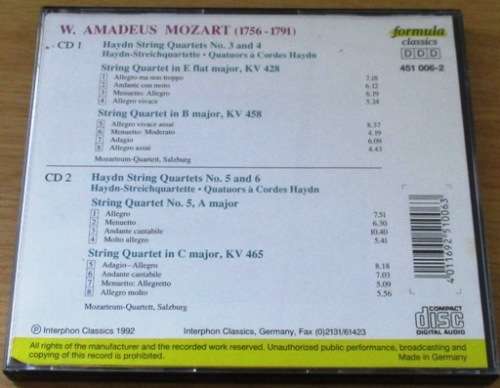 W. AMADEUS MOZART (1756-1791)
formula
classics
DDD
451 006-2
CD 1 Haydn String Quartets No. 3 and 4
Haydn-Streichquartette • Quatuors à Cordes Haydn
String Quartet in E flat major, KV 428
1 Allegro ma non troppo 7.18
2 Andante con moto 6.12
3 Menuetto: Allegro 6.19
4 Allegro vivace 5.34
String Quartet in B major, KV 458
5 Allegro vivace assai 8.37
6 Menuetto: Moderato 4.19
7 Adagio 6.09
8 Allegro assai 4.43
Mozarteum-Quartett, Salzburg
CD 2 Haydn String Quartets No. 5 and 6
Haydn-Streichquartette • Quatuors à Cordes Haydn
String Quartet No. 5, A major
1 Allegro 7.51
2 Menuetto 6.30
3 Andante cantabile 10.40
4 Molto allegro 5.41
String Quartet in C major, KV 465
5 Adagio-Allegro 8.18
6 Andante cantabile 7.03
7 Menuetto: Allegretto 5.09
8 Allegro molto 5.56
Mozarteum-Quartett, Salzburg
4011692510063
COMPACT
disc
DIGITAL AUDIO
℗ Interphon Classics 1992 Interphon Classics, Germany, Fax (0)2131/61423
All rights of the manufacturer and the recorded work reserved. Unauthorized public performance, broadcasting and
copying of this record is prohibited. Made in Germany